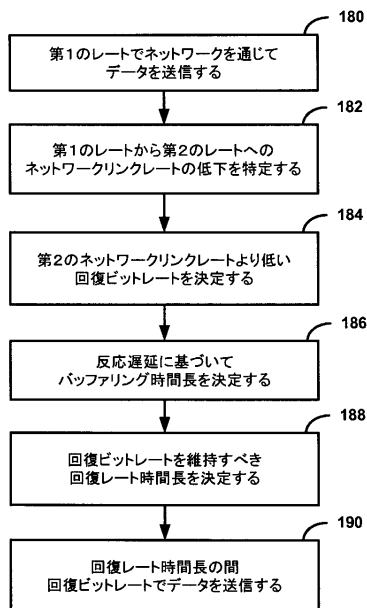 180
第1のレートでネットワークを通じて
データを送信する
182
第1のレートから第2のレートへの
ネットワークリンクレートの低下を特定する
184
第2のネットワークリンクレートより低い
回復ビットレートを決定する
186
反応遅延に基づいて
バッファリング時間長を決定する
188
回復ビットレートを維持すべき
回復レート時間長を決定する
190
回復レート時間長の間
回復ビットレートでデータを送信する